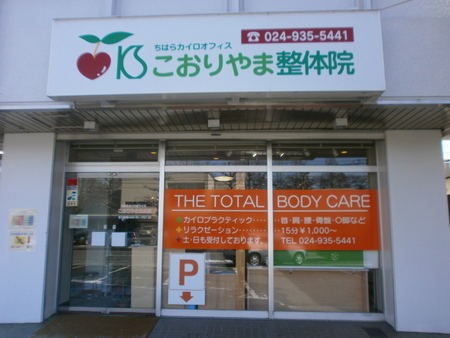 ☎ 024-935-5441
ちはらカイロオフィス
KS こおりやま整体院
THE TOTAL BODY CARE
カイロプラクティック・・・・・・首・肩・腰・骨盤・O脚など
リラクゼーション・・・・・・・・15分¥1,000〜
土・日も受付しております。 TEL 024-935-5441
P